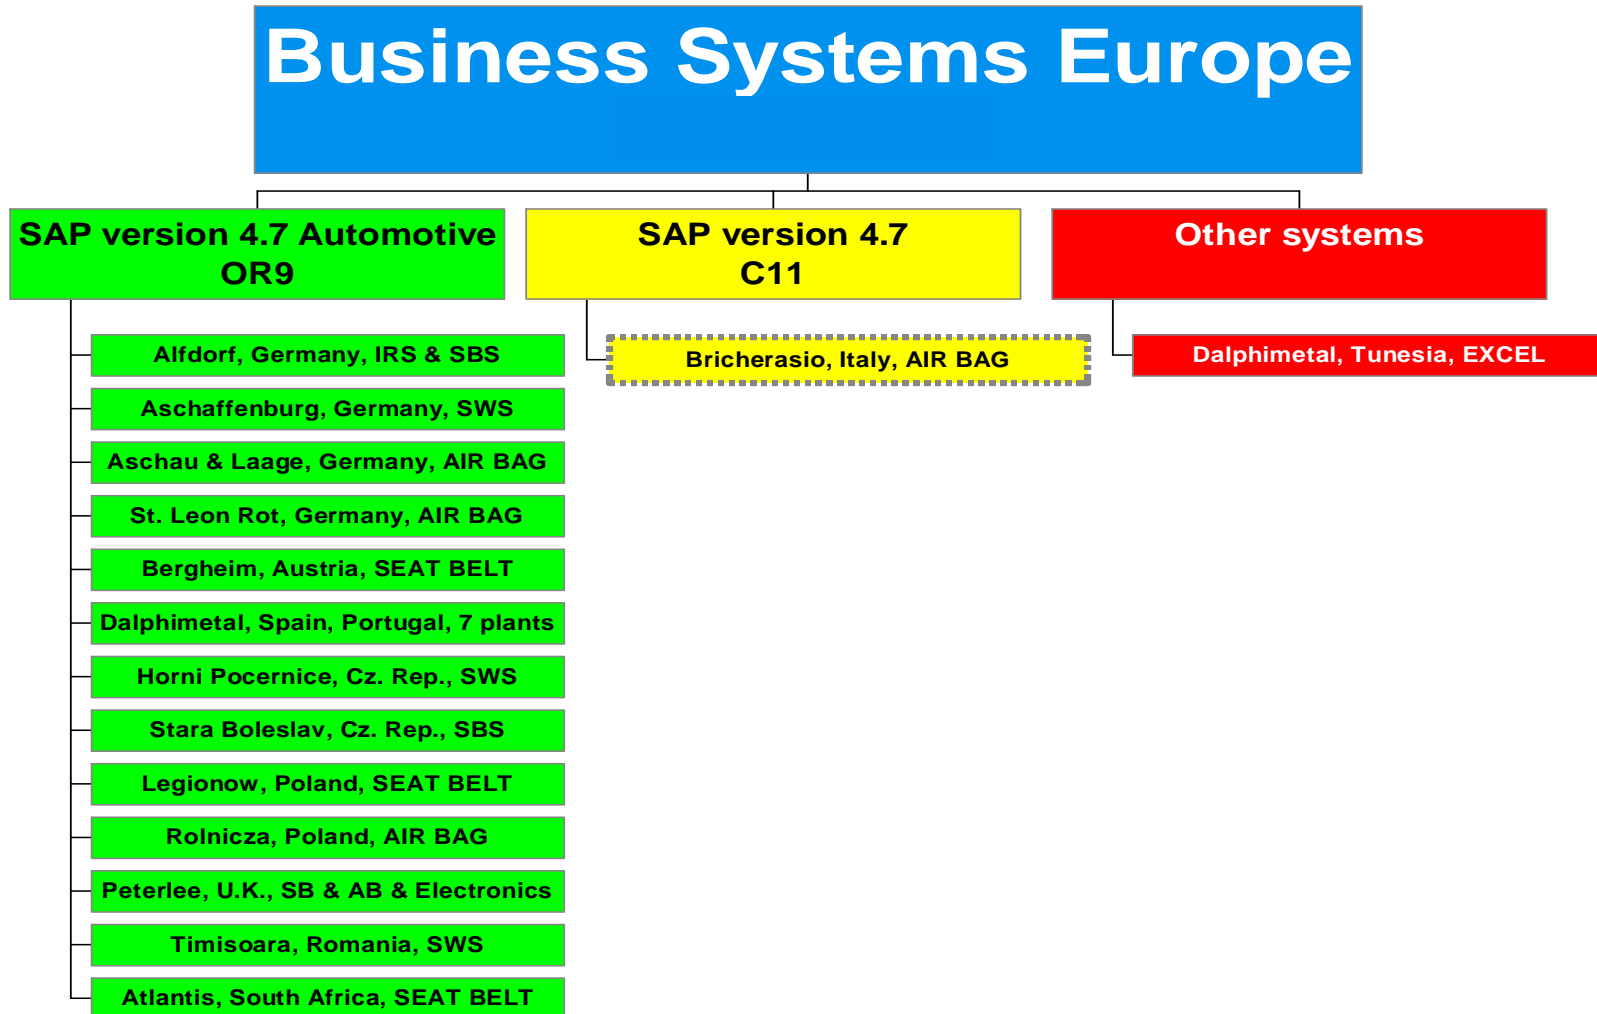 Business Systems Europe
SAP version 4.7 Automotive
OR9
SAP version 4.7
C11
Other systems
Alfdorf, Germany, IRS & SBS
Aschaffenburg, Germany, SWS
Aschau & Laage, Germany, AIR BAG
St. Leon Rot, Germany, AIR BAG
Bergheim, Austria, SEAT BELT
Dalphimetal, Spain, Portugal, 7 plants
Horni Pocernice, Cz. Rep., SWS
Stara Boleslav, Cz. Rep., SBS
Legionow, Poland, SEAT BELT
Rolnicza, Poland, AIR BAG
Peterlee, U.K., SB & AB & Electronics
Timisoara, Romania, SWS
Atlantis, South Africa, SEAT BELT
Bricherasio, Italy, AIR BAG
Dalphimetal, Tunesia, EXCEL